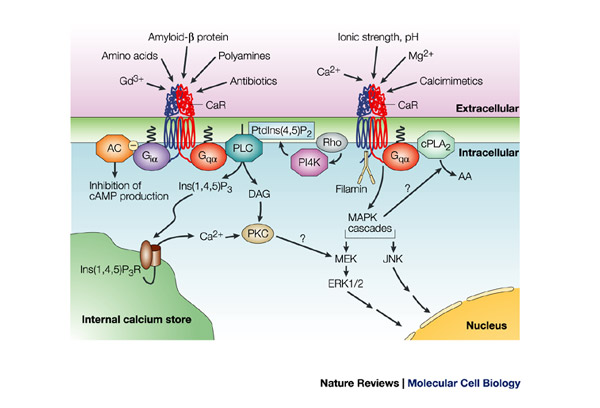 Amyloid-β protein
Amino acids
Polyamines
Gd3+
Antibiotics
CaR
Ionic strength, pH
Mg2+
Ca2+
Calcimimetics
CaR
Extracellular
Intracellular
PtdIns(4,5)P2
AC
–
Giα
Gqα
PLC
PI4K
Rho
Gqα
cPLA2
Filamin
?
AA
Inhibition of
cAMP production
Ins(1,4,5)P3
DAG
MAPK
cascades
Ca2+
PKC
?
MEK
JNK
ERK1/2
Ins(1,4,5)P3R
Internal calcium store
Nucleus
Nature Reviews | Molecular Cell Biology